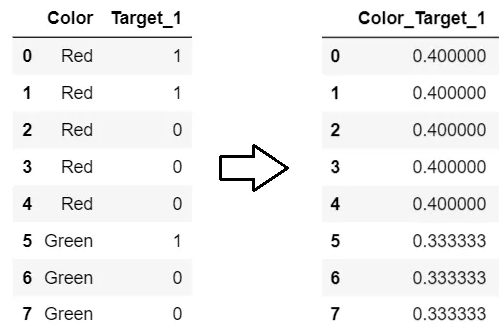 Color Target_1
0 Red 1
1 Red 1
2 Red 0
3 Red 0
4 Red 0
5 Green 1
6 Green 0
7 Green 0
Color_Target_1
0 0.400000
1 0.400000
2 0.400000
3 0.400000
4 0.400000
5 0.333333
6 0.333333
7 0.333333